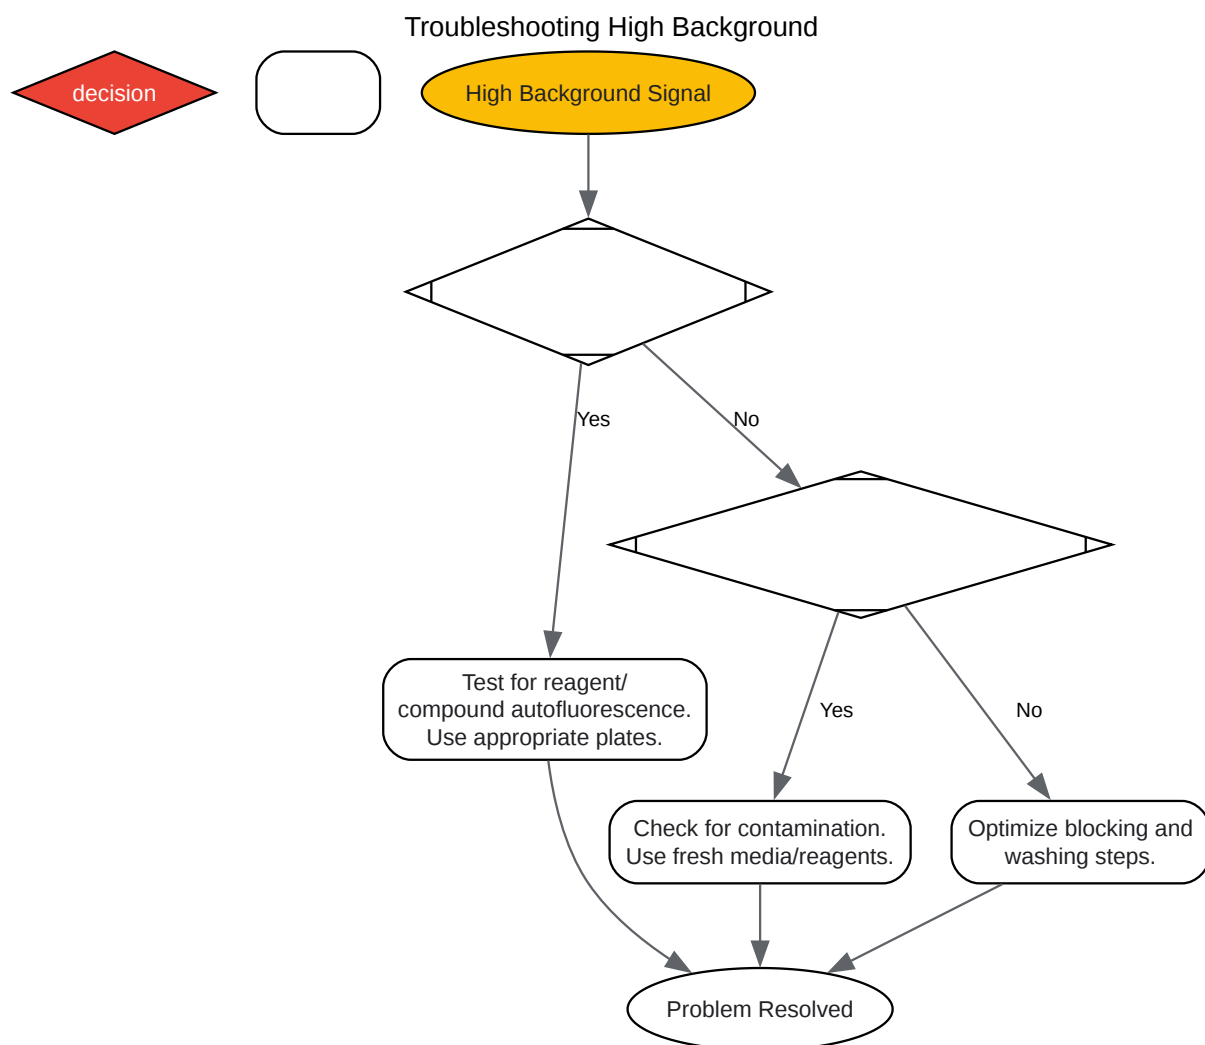 Troubleshooting High Background
decision
High Background Signal
Yes
No
Test for reagent/
compound autofluorescence.
Use appropriate plates.
Yes
No
Check for contamination.
Use fresh media/reagents.
Optimize blocking and
washing steps.
Problem Resolved